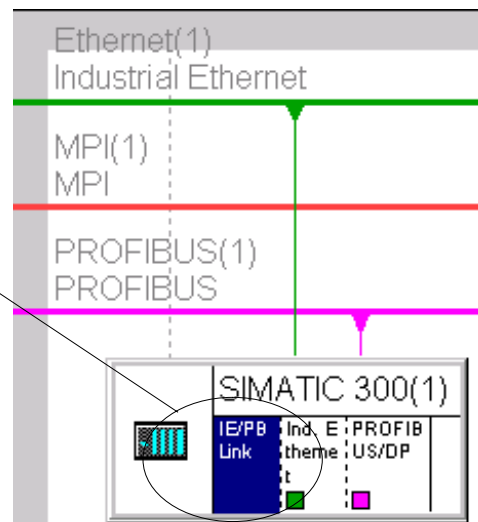 Ethernet(1)
Industrial Ethernet
MPI(1)
MPI
PROFIBUS(1)
PROFIBUS
SIMATIC 300(1)
IE/PB
Link
Ind. E
theme
t
PROFIB
US/DP